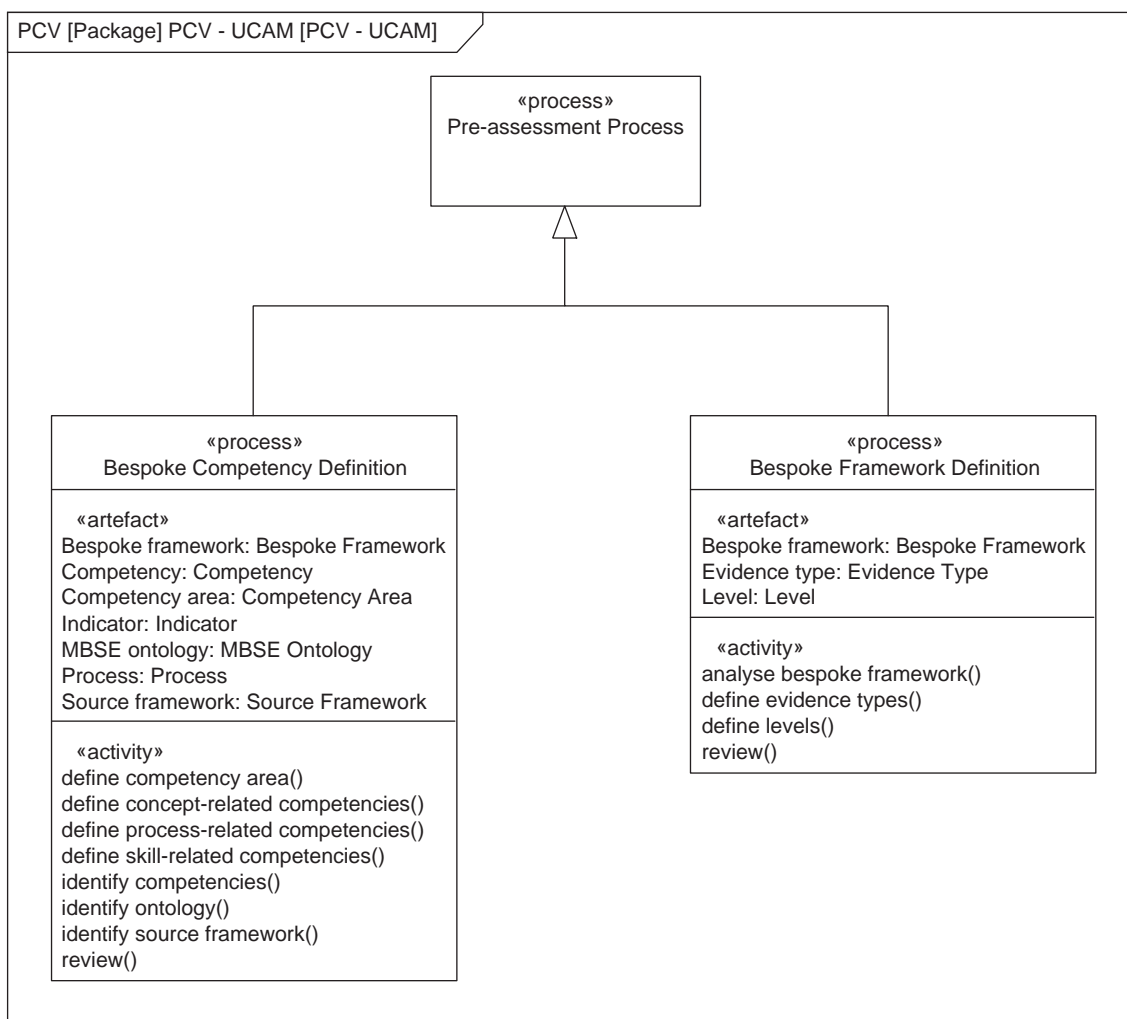 PCV [Package] PCV - UCAM [PCV - UCAM]
«process»
Pre-assessment Process
«process»
Bespoke Competency Definition
«artefact»
Bespoke framework: Bespoke Framework
Competency: Competency
Competency area: Competency Area
Indicator: Indicator
MBSE ontology: MBSE Ontology
Process: Process
Source framework: Source Framework
«activity»
define competency area()
define concept-related competencies()
define process-related competencies()
define skill-related competencies()
identify competencies()
identify ontology()
identify source framework()
review()
«process»
Bespoke Framework Definition
«artefact»
Bespoke framework: Bespoke Framework
Evidence type: Evidence Type
Level: Level
«activity»
analyse bespoke framework()
define evidence types()
define levels()
review()